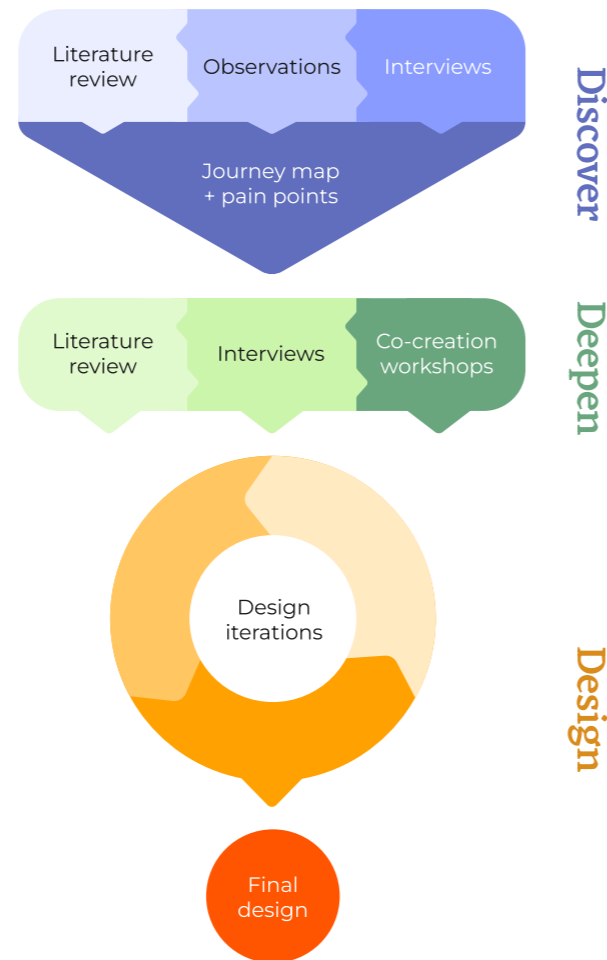 Literature
review
Observations
Interviews
Discover
Journey map
+ pain points
Literature
review
Interviews
Co-creation
workshops
Deepen
Design
iterations
Design
Final
design